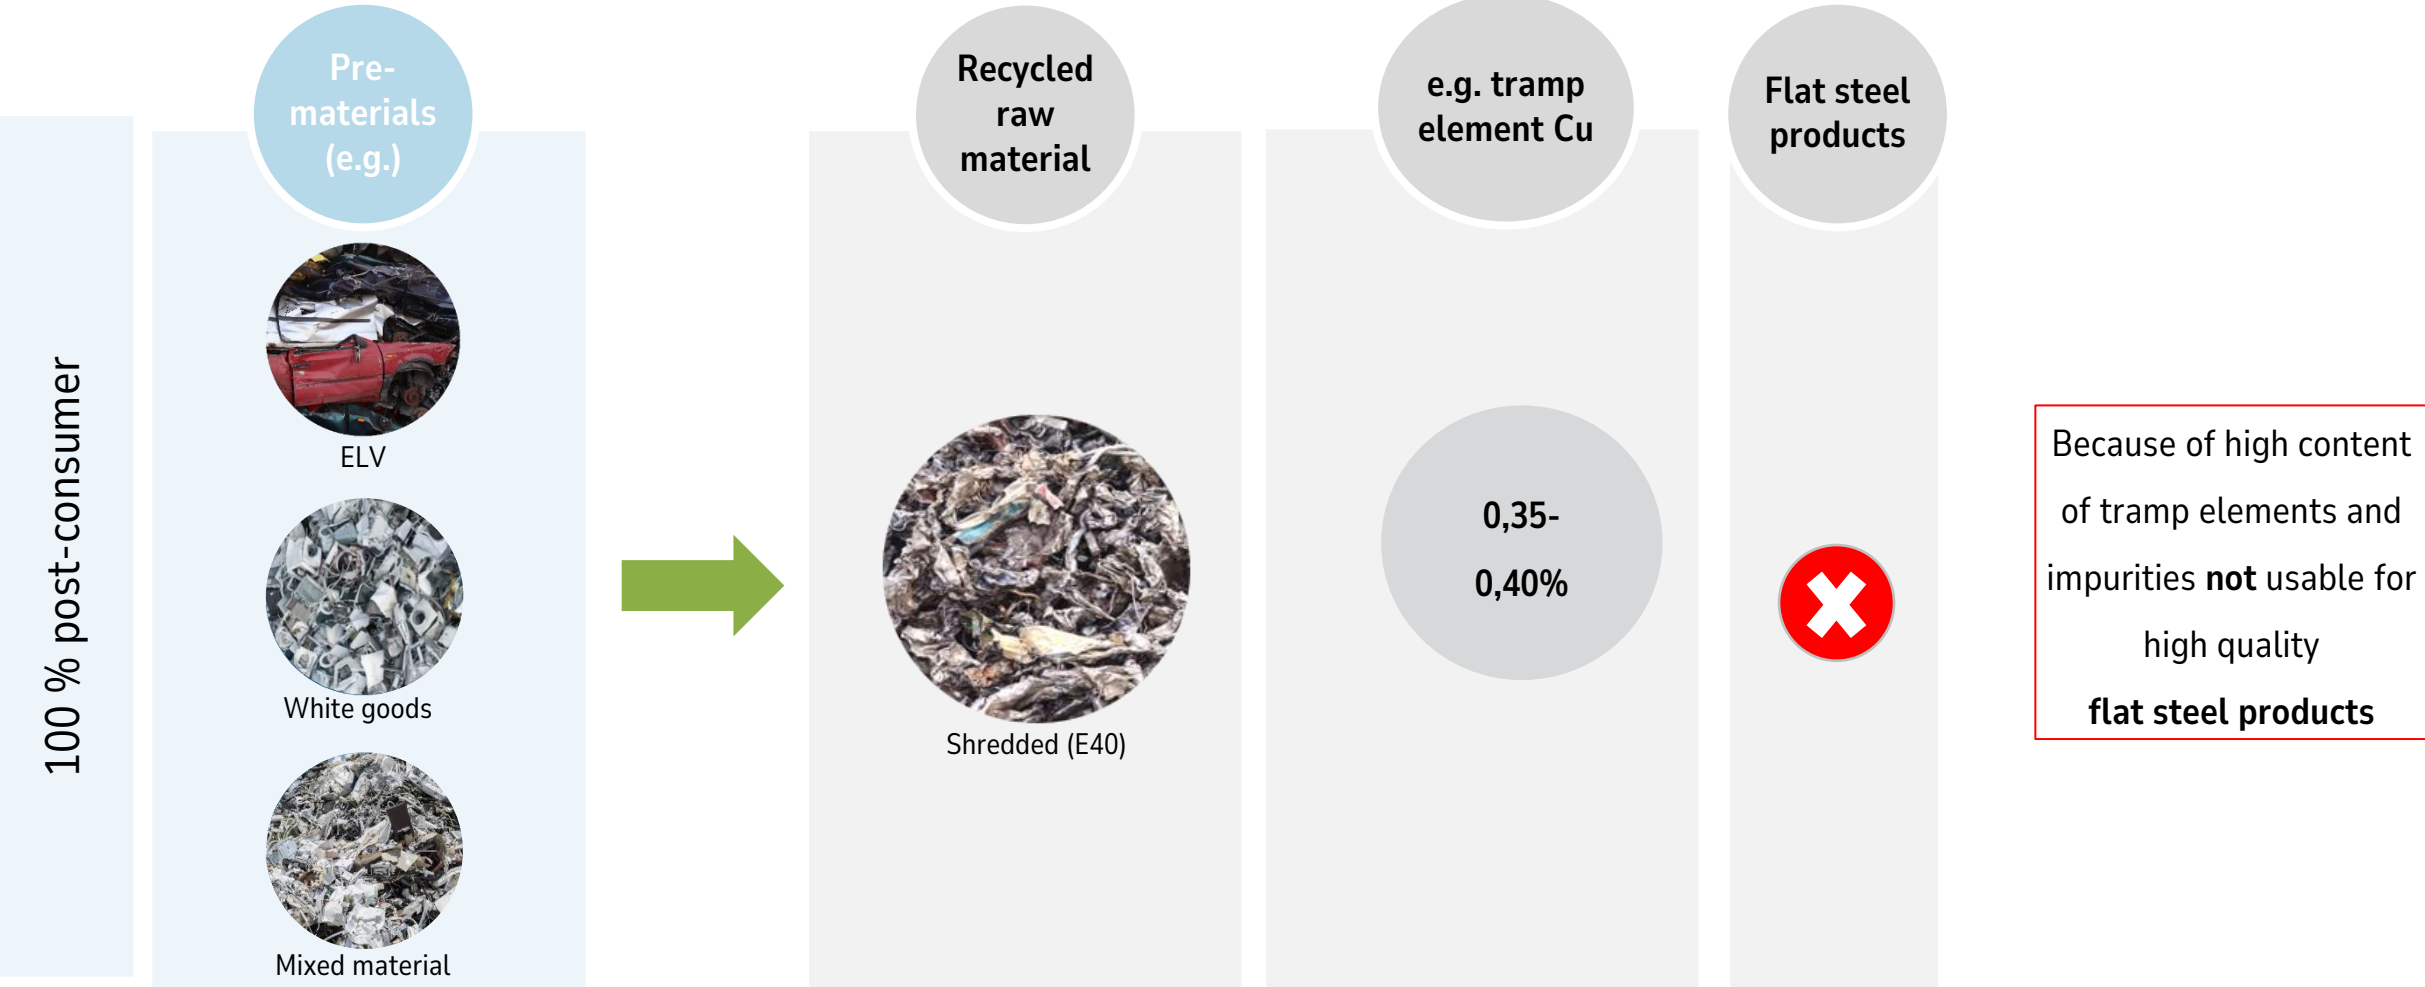 Pre-
materials
(e.g.)
Recycled
raw
material
e.g. tramp
element Cu
Flat steel
products
100 % post-consumer
ELV
White goods
Mixed material
Shredded (E40)
0,35-
0,40%
Because of high content
of tramp elements and
impurities not usable for
high quality
flat steel products